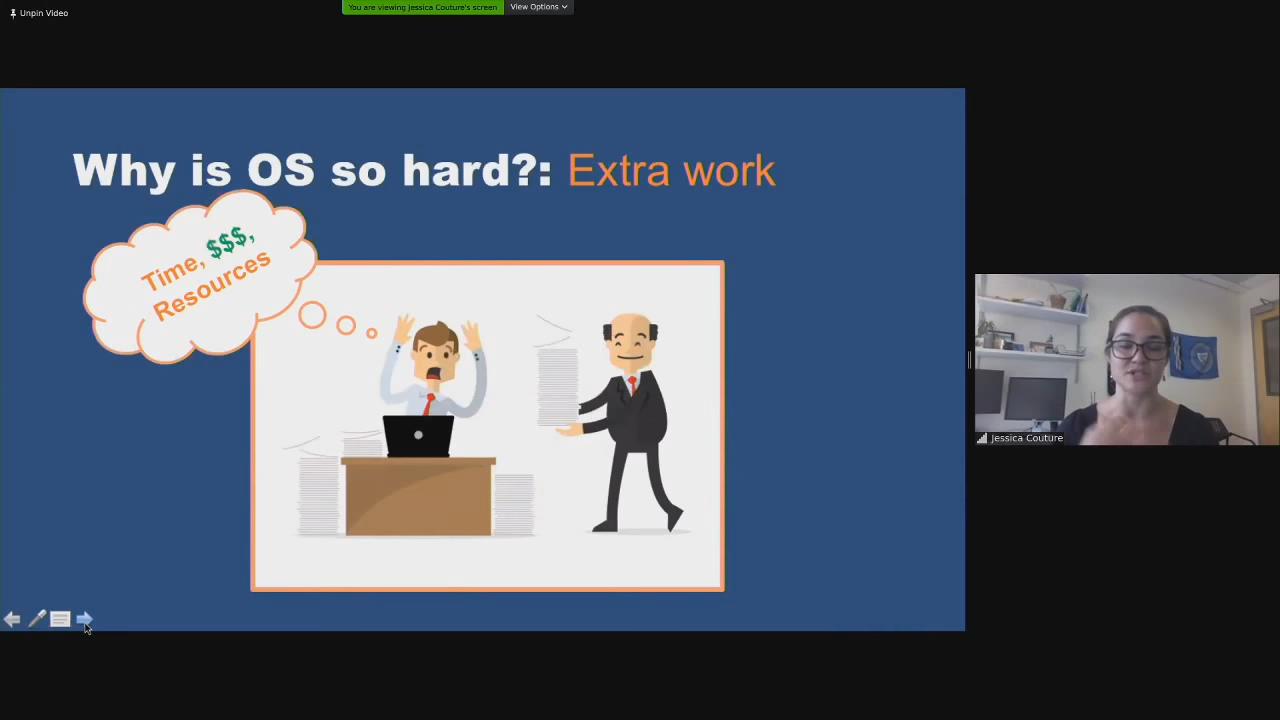 Unpin Video
You are viewing Jessica Couture's screen
View Options
Why is OS so hard?: Extra work
Time, $$$,
Resources
Jessica Couture